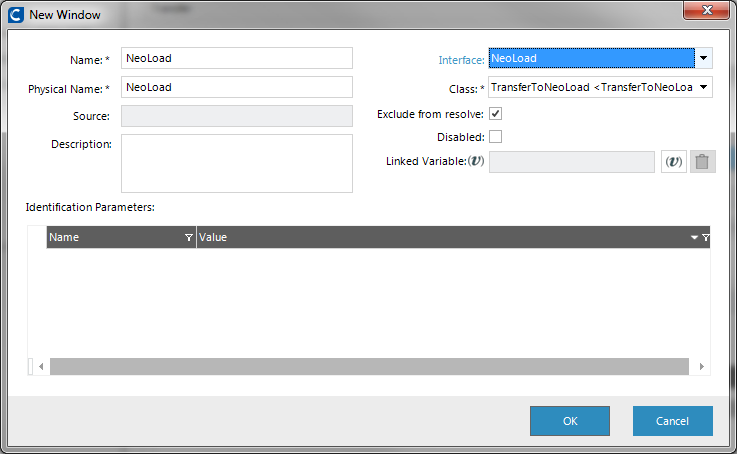 New Window
Name: * NeoLoad
Interface: NeoLoad
Physical Name: * NeoLoad
Class: * TransferToNeoLoad <TransferToNeoLoa
Source:
Exclude from resolve:
Disabled:
Description:
Linked Variable:(v) (v)
Identification Parameters:
Name Value
OK Cancel